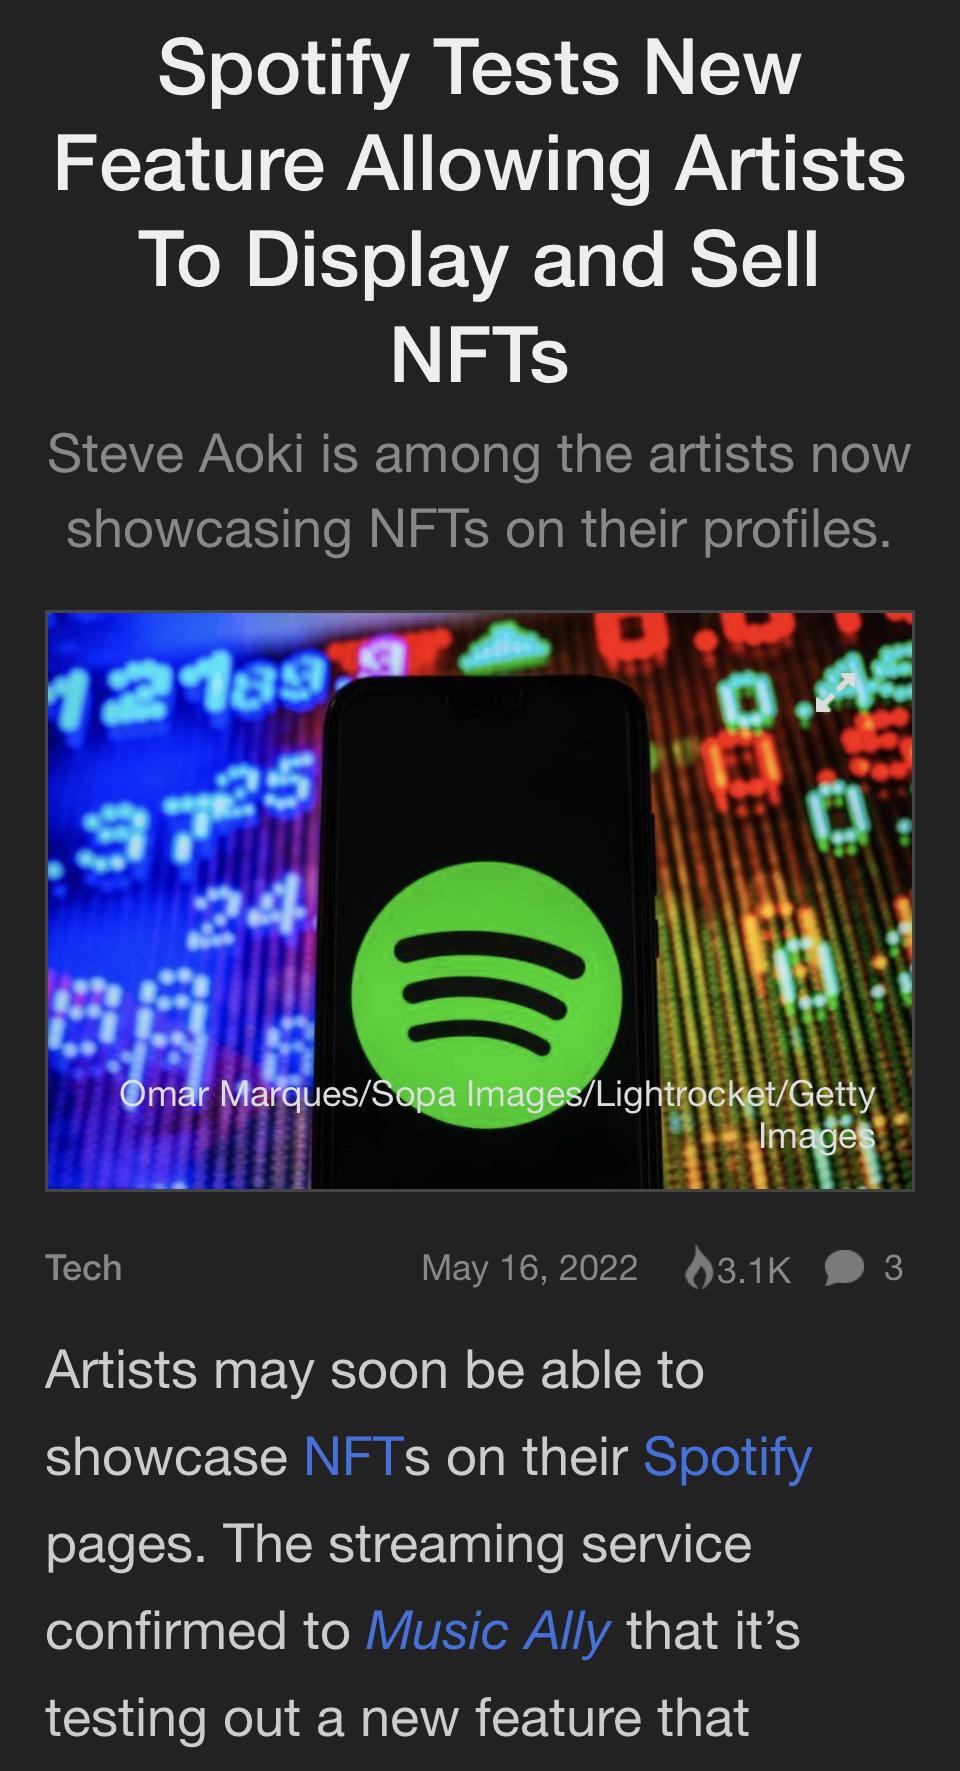 Spotify Tests New
Feature Allowing Artists
To Display and Sell
NFTs
Steve Aoki is among the artists now
showcasing NFTs on their profiles.
12189
.3725
24
Omar Marques/Sopa Images/Lightrocket/Getty
Images
Tech May 16, 2022 3.1K 3
Artists may soon be able to
showcase NFTs on their Spotify
pages. The streaming service
confirmed to Music Ally that it’s
testing out a new feature that